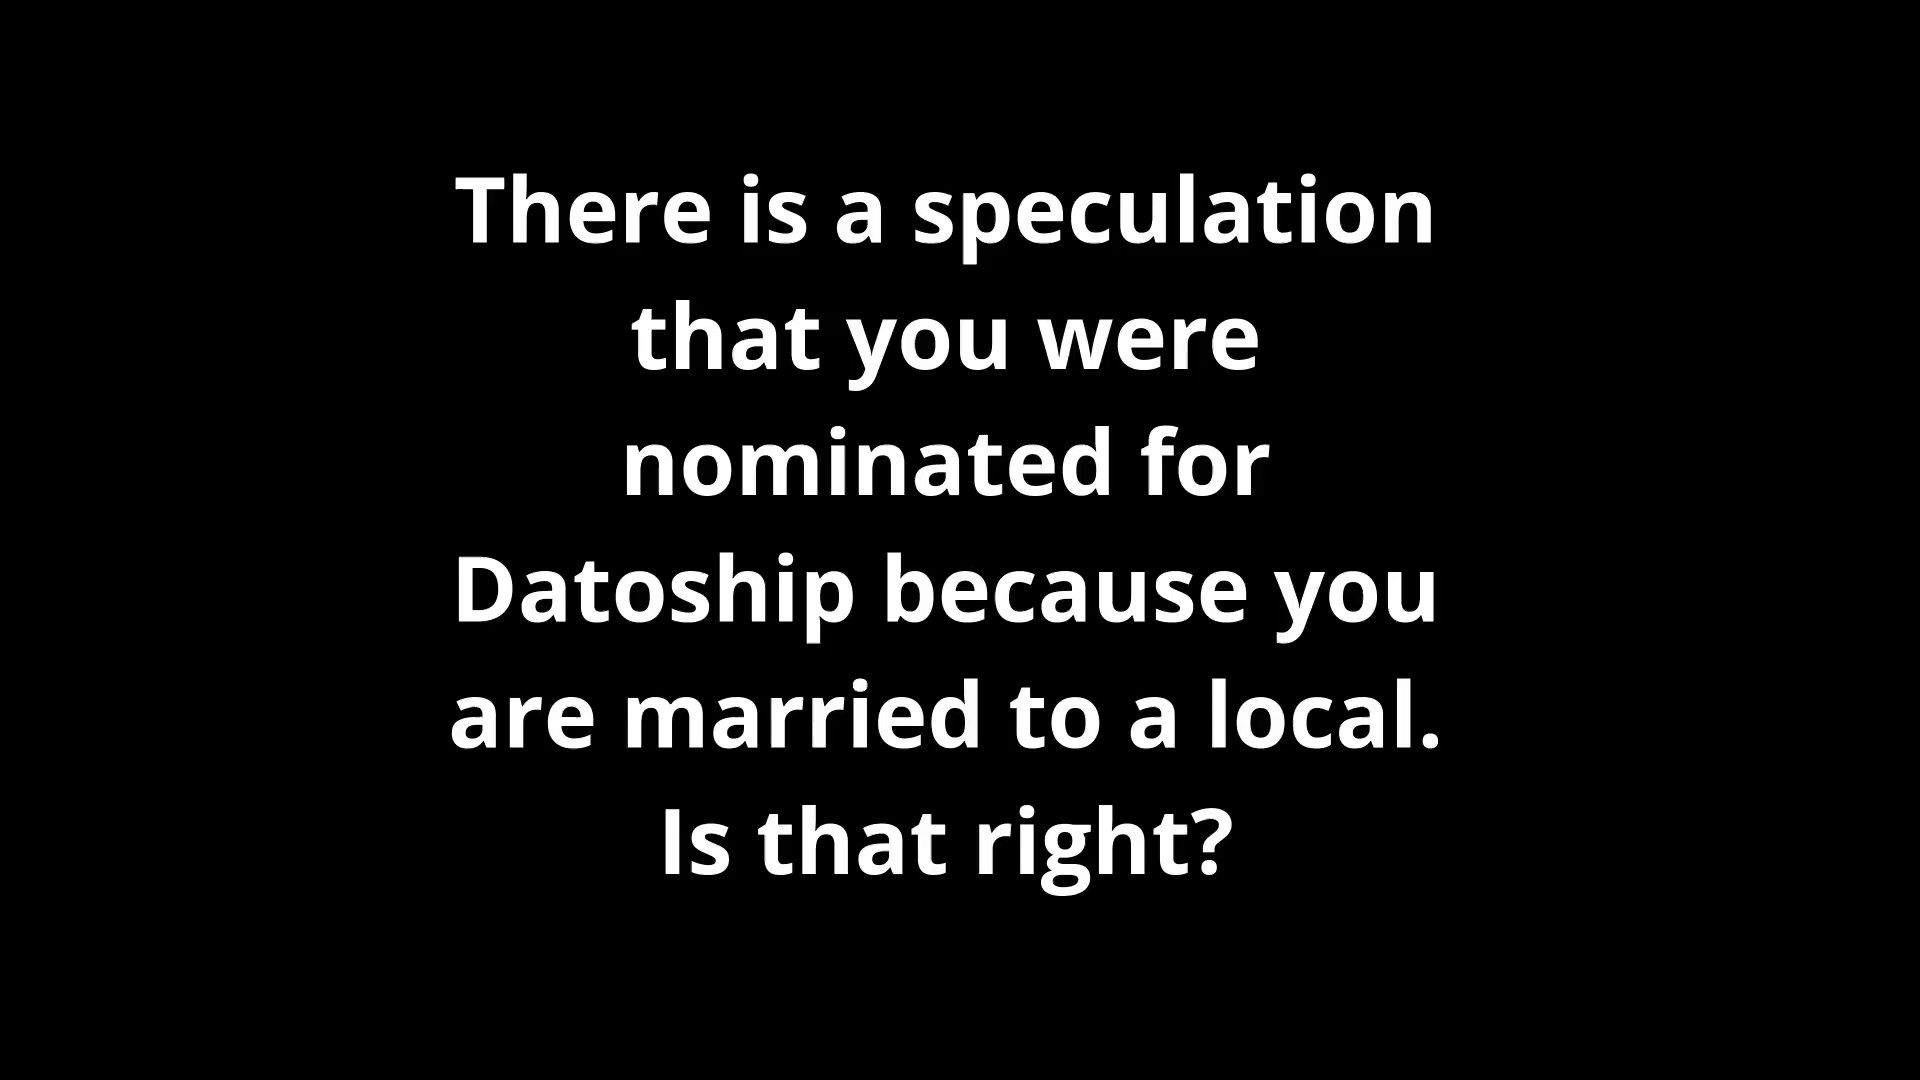 There is a speculation
that you were
nominated for
Datoship because you
are married to a local.
Is that right?